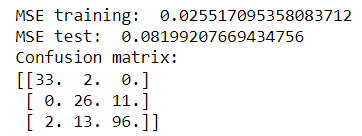 MSE training:  0.025517095358083712
MSE test:  0.08199207669434756
Confusion matrix:
[[33.  2.  0.]
 [ 0. 26. 11.]
 [ 2. 13. 96.]]